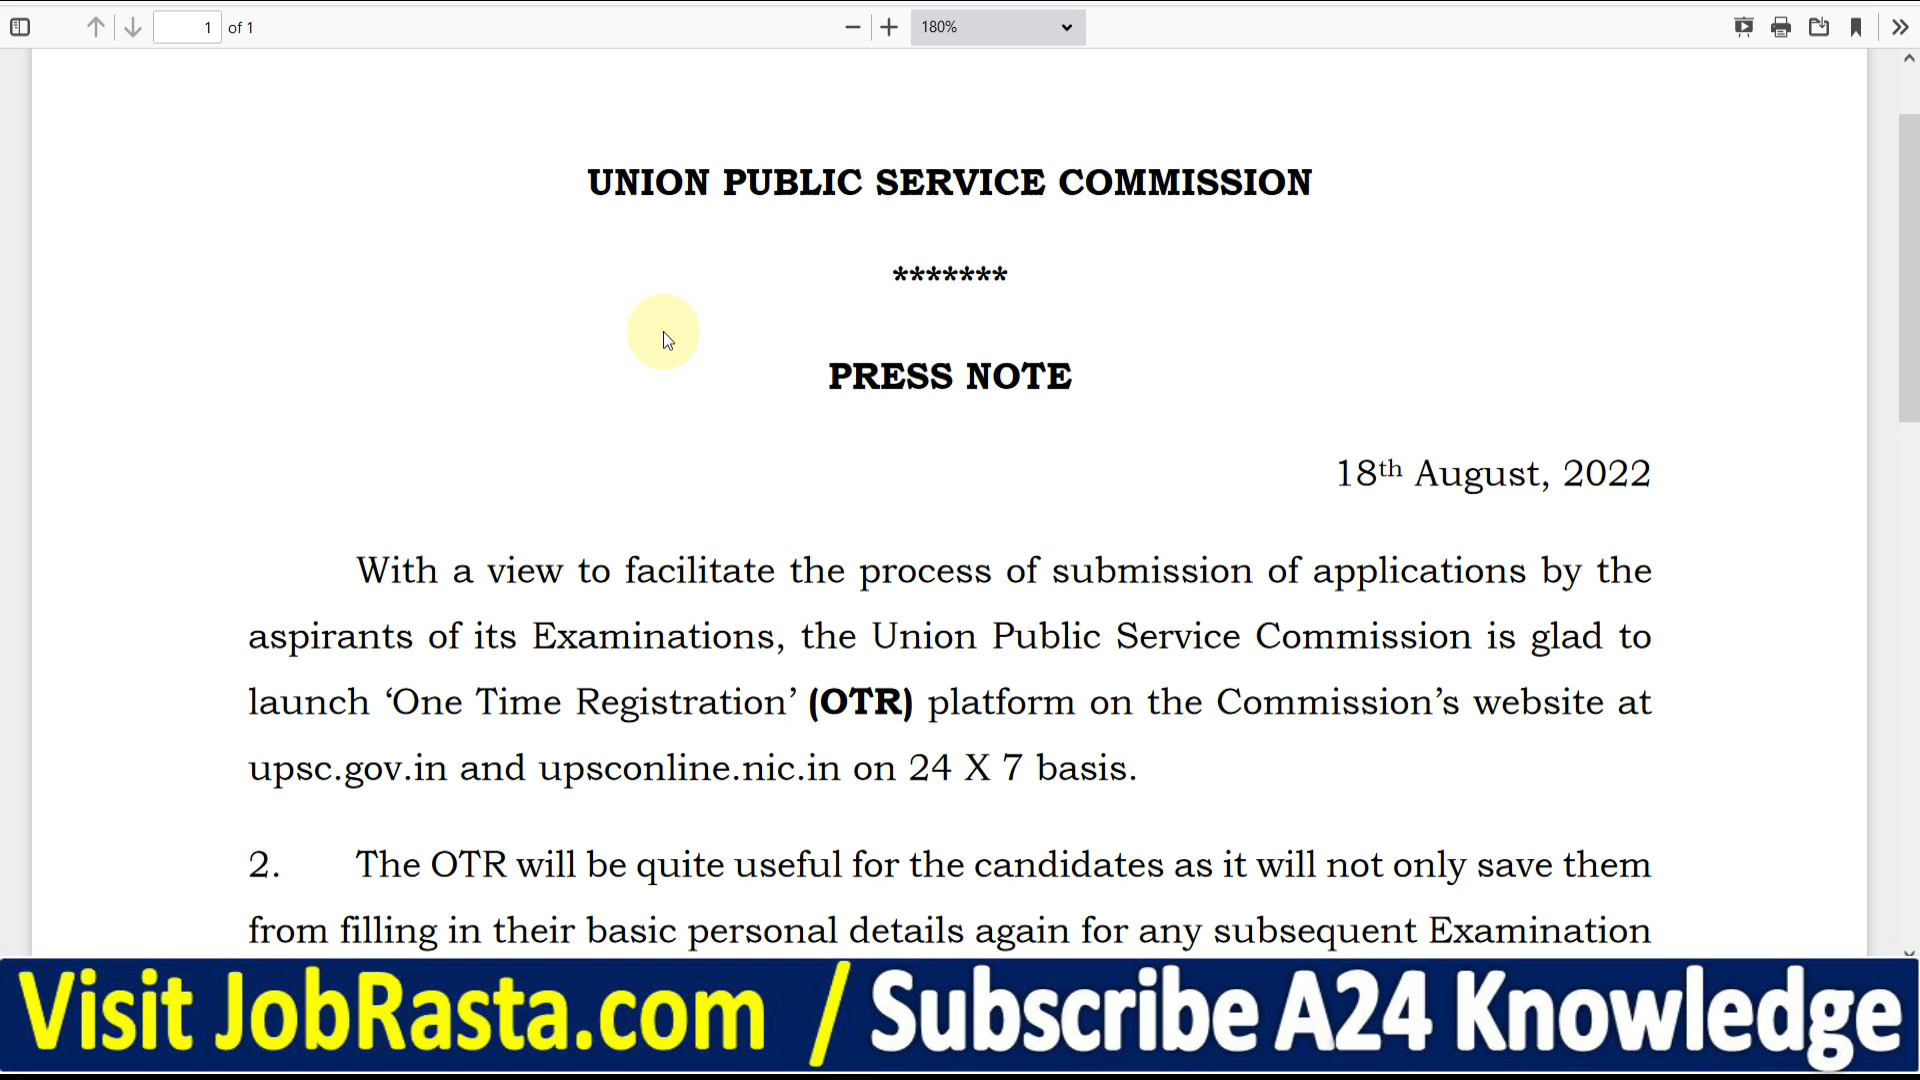 1 of 1
180%
UNION PUBLIC SERVICE COMMISSION
*******
PRESS NOTE
18th August, 2022
With a view to facilitate the process of submission of applications by the
aspirants of its Examinations, the Union Public Service Commission is glad to
launch ‘One Time Registration’ (OTR) platform on the Commission’s website at
upsc.gov.in and upsconline.nic.in on 24 X 7 basis.
2. The OTR will be quite useful for the candidates as it will not only save them
from filling in their basic personal details again for any subsequent Examination
Visit JobRasta.com / Subscribe A24 Knowledge